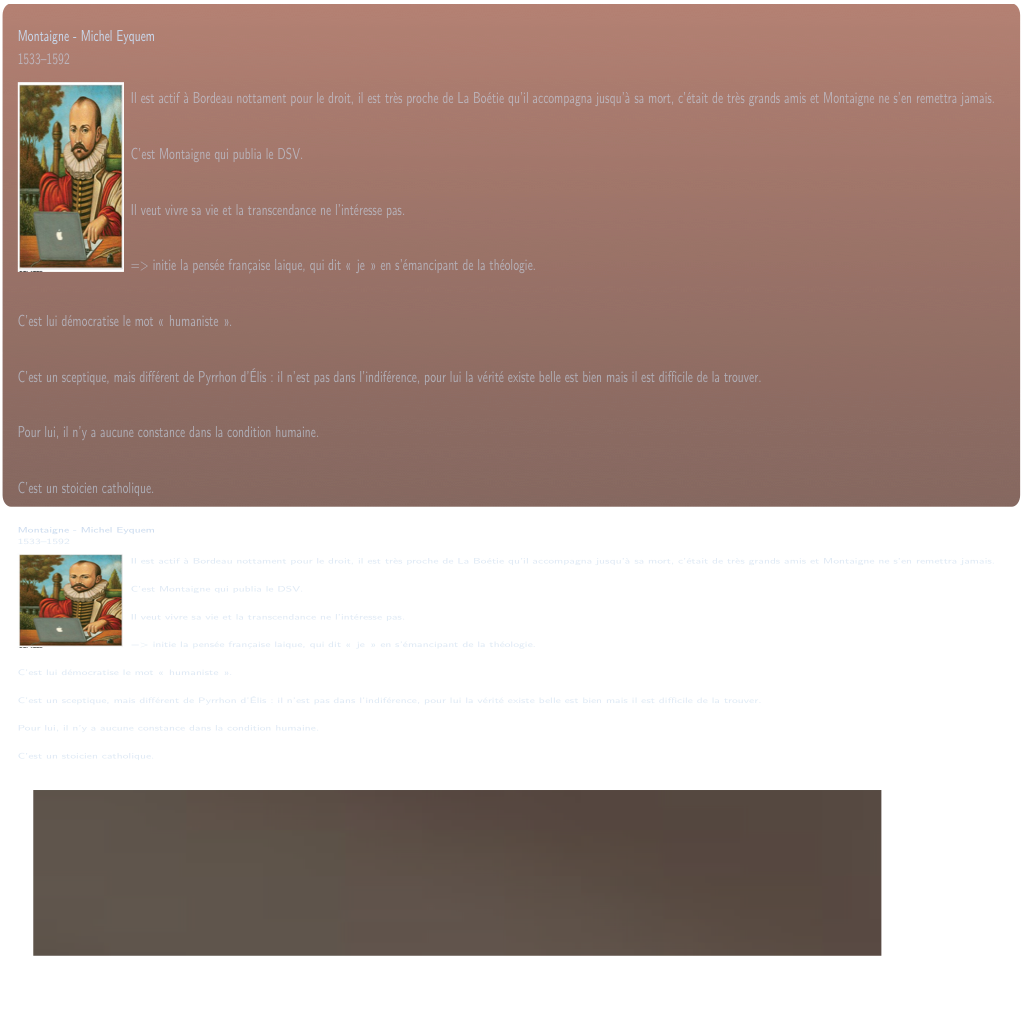 Montaigne - Michel Eyquem
1533–1592
Il est actif à Bordeau nottament pour le droit, il est très proche de La Boétie qu'il accompagna jusqu'à sa mort, c'était de très grands amis et Montaigne ne s'en remettra jamais.
C'est Montaigne qui publia le DSV.
Il veut vivre sa vie et la transcendance ne l'intéresse pas.
=> initie la pensée française laique, qui dit « je » en s'émancipant de la théologie.
C'est lui démocratise le mot « humaniste ».
C'est un sceptique, mais différent de Pyrrhon d'Élis : il n'est pas dans l'indiférence, pour lui la vérité existe belle est bien mais il est difficile de la trouver.
Pour lui, il n'y a aucune constance dans la condition humaine.
C'est un stoicien catholique.
Montaigne - Michel Eyquem
1533–1592
Il est actif à Bordeau nottament pour le droit, il est très proche de La Boétie qu'il accompagna jusqu'à sa mort, c'était de très grands amis et Montaigne ne s'en remettra jamais.
C'est Montaigne qui publia le DSV.
Il veut vivre sa vie et la transcendance ne l'intéresse pas.
=> initie la pensée française laique, qui dit « je » en s'émancipant de la théologie.
C'est lui démocratise le mot « humaniste ».
C'est un sceptique, mais différent de Pyrrhon d'Élis : il n'est pas dans l'indiférence, pour lui la vérité existe belle est bien mais il est difficile de la trouver.
Pour lui, il n'y a aucune constance dans la condition humaine.
C'est un stoicien catholique.